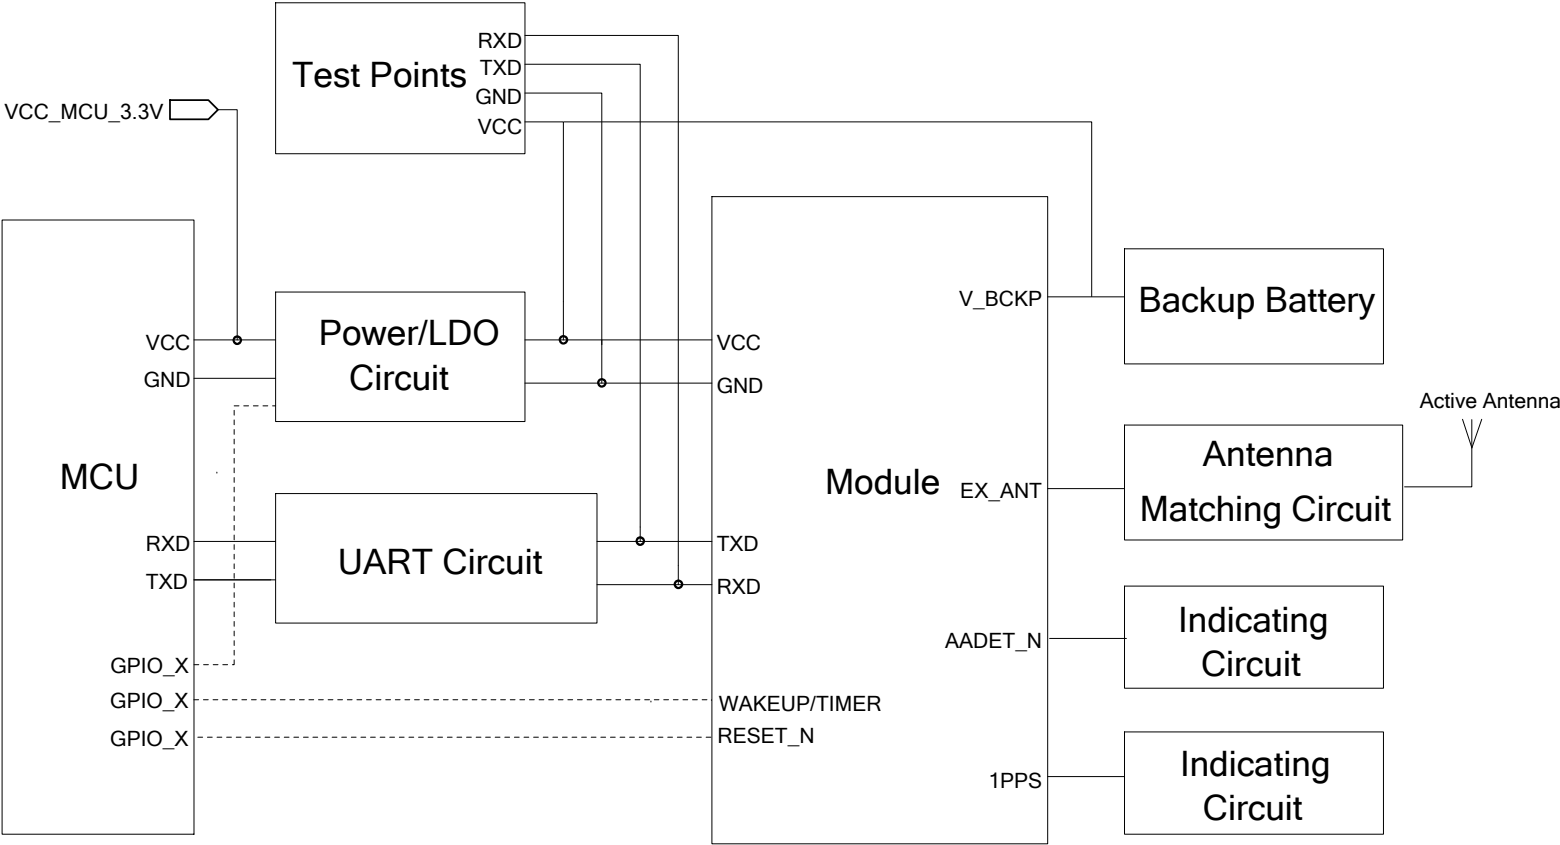 RXD
Test Points
TXD
GND
VCC
VCC_MCU_3.3V
V_BCKP
Backup Battery
Power/LDO
Circuit
VCC
VCC
GND
GND
Active Antenna
MCU
Module
EX_ANT
Antenna
Matching Circuit
RXD
TXD
UART Circuit
TXD
RXD
AADET_N
Indicating
Circuit
GPIO_X
GPIO_X
GPIO_X
WAKEUP/TIMER
RESET_N
1PPS
Indicating
Circuit